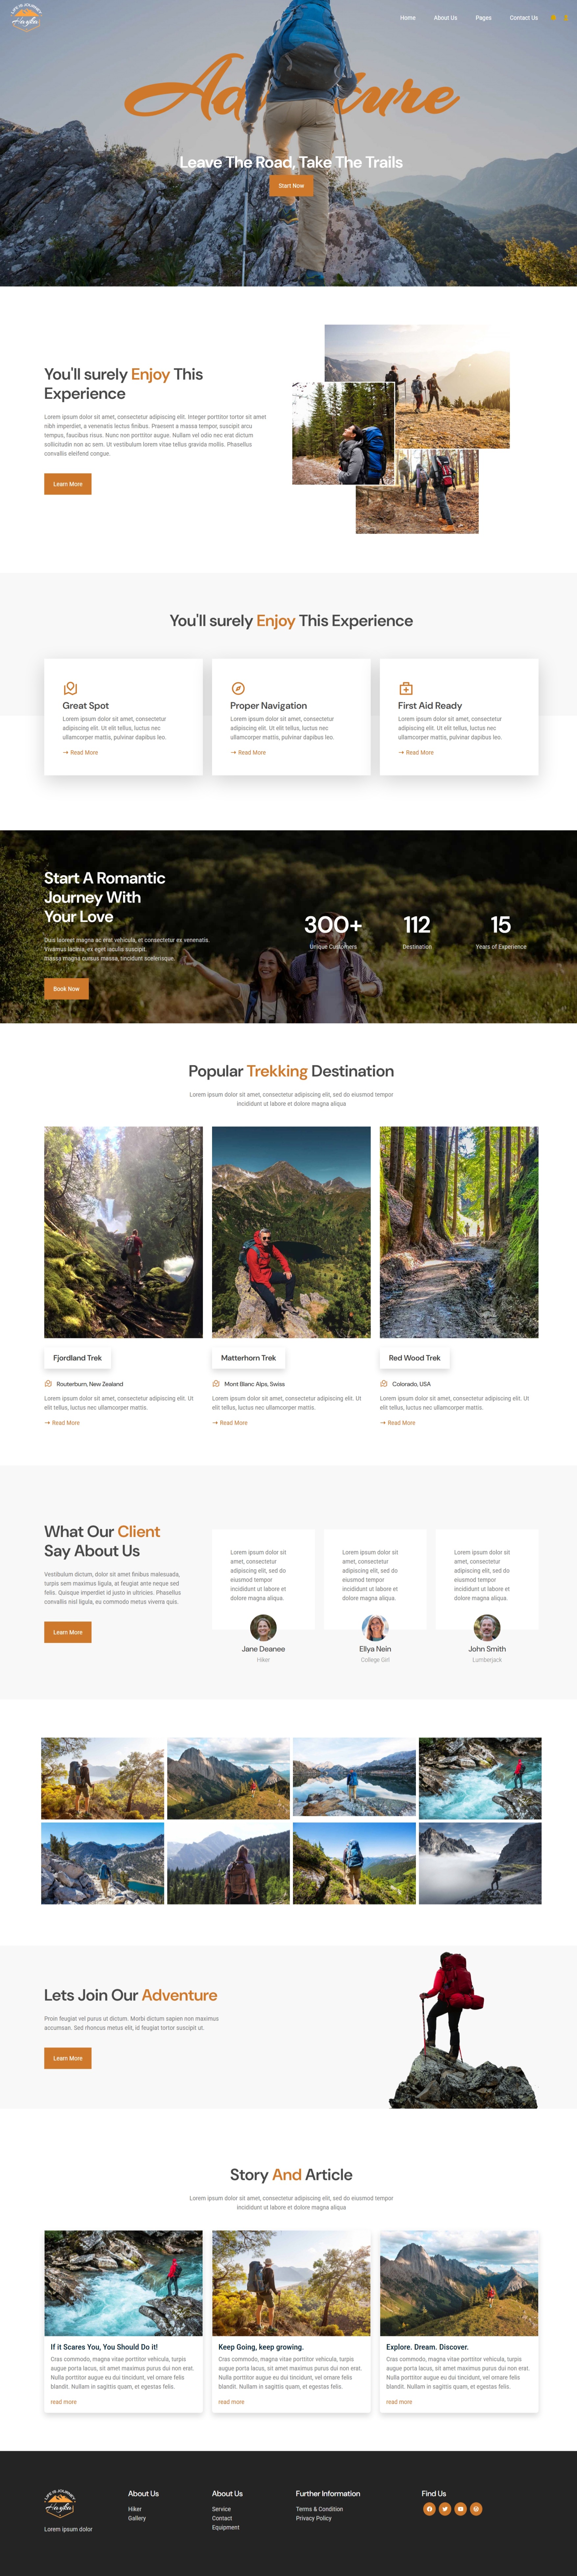 LIFE IS JOURNEY
Home
About Us
Pages
Contact Us
Leave The Road, Take The Trails
Start Now
You'll surely Enjoy This
Experience
Lorem ipsum dolor sit amet, consectetur adipiscing elit. Integer porttitor tortor sit amet
nibh imperdiet, a venenatis lectus finibus. Praesent a massa tempor, suscipit arcu
tempus, faucibus risus. Nunc non porttitor augue. Nullam vel odio nec erat dictum
sollicitudin non ac sem. Ut vestibulum lorem vitae tellus gravida mollis. Phasellus
convallis eleifend congue.
Learn More
You'll surely Enjoy This Experience
Great Spot
Lorem ipsum dolor sit amet, consectetur
adipiscing elit. Ut elit tellus, luctus nec
ullamcorper mattis, pulvinar dapibus leo.
Read More
Proper Navigation
Lorem ipsum dolor sit amet, consectetur
adipiscing elit. Ut elit tellus, luctus nec
ullamcorper mattis, pulvinar dapibus leo.
Read More
First Aid Ready
Lorem ipsum dolor sit amet, consectetur
adipiscing elit. Ut elit tellus, luctus nec
ullamcorper mattis, pulvinar dapibus leo.
Read More
Start A Romantic
Journey With
Your Love
Duis laoreet magna ac erat vehicula, et consectetur ex venenatis.
Vivamus lacinia, ex eget iaculis suscipit.
massa magna cursus massa, tincidunt scelerisque.
Book Now
300+
Unique Customers
112
Destination
15
Years of Experience
Popular Trekking Destination
Lorem ipsum dolor sit amet, consectetur adipiscing elit, sed do eiusmod tempor
incididunt ut labore et dolore magna aliqua
Fjordland Trek
Routerburn, New Zealand
Lorem ipsum dolor sit amet, consectetur adipiscing elit. Ut
elit tellus, luctus nec ullamcorper mattis.
Read More
Matterhorn Trek
Mont Blanc Alps, Swiss
Lorem ipsum dolor sit amet, consectetur adipiscing elit. Ut
elit tellus, luctus nec ullamcorper mattis.
Read More
Red Wood Trek
Colorado, USA
Lorem ipsum dolor sit amet, consectetur adipiscing elit. Ut
elit tellus, luctus nec ullamcorper mattis.
Read More
What Our Client
Say About Us
Vestibulum dictum, dolor sit amet finibus malesuada,
turpis sem maximus ligula, at feugiat ante neque sed
felis. Quisque imperdiet id justo in ultricies. Phasellus
convallis nisl ligula, eu commodo metus viverra quis.
Learn More
Lorem ipsum dolor sit
amet, consectetur
adipiscing elit, sed do
eiusmod tempor
incididunt ut labore et
dolore magna aliqua.
Jane Deanee
Hiker
Lorem ipsum dolor sit
amet, consectetur
adipiscing elit, sed do
eiusmod tempor
incididunt ut labore et
dolore magna aliqua.
Ellya Nein
College Girl
Lorem ipsum dolor sit
amet, consectetur
adipiscing elit, sed do
eiusmod tempor
incididunt ut labore et
dolore magna aliqua.
John Smith
Lumberjack
Lets Join Our Adventure
Proin feugiat vel purus ut dictum. Morbi dictum sapien non maximus
accumsan. Sed rhoncus metus elit, id feugiat tortor suscipit ut.
Learn More
Story And Article
Lorem ipsum dolor sit amet, consectetur adipiscing elit, sed do eiusmod tempor
incididunt ut labore et dolore magna aliqua
If it Scares You, You Should Do it!
Cras commodo, magna vitae porttitor vehicula, turpis
augue porta lacus, sit amet maximus purus dui non erat.
Nulla porttitor augue eu dui tincidunt, vel ornare felis
blandit. Nullam in sagittis quam, et egestas felis.
read more
Keep Going, keep growing.
Cras commodo, magna vitae porttitor vehicula, turpis
augue porta lacus, sit amet maximus purus dui non erat.
Nulla porttitor augue eu dui tincidunt, vel ornare felis
blandit. Nullam in sagittis quam, et egestas felis.
read more
Explore. Dream. Discover.
Cras commodo, magna vitae porttitor vehicula, turpis
augue porta lacus, sit amet maximus purus dui non erat.
Nulla porttitor augue eu dui tincidunt, vel ornare felis
blandit. Nullam in sagittis quam, et egestas felis.
read more
LIFE IS JOURNEY
Lorem ipsum dolor
About Us
Hiker
Gallery
About Us
Service
Contact
Equipment
Further Information
Terms & Condition
Privacy Policy
Find Us